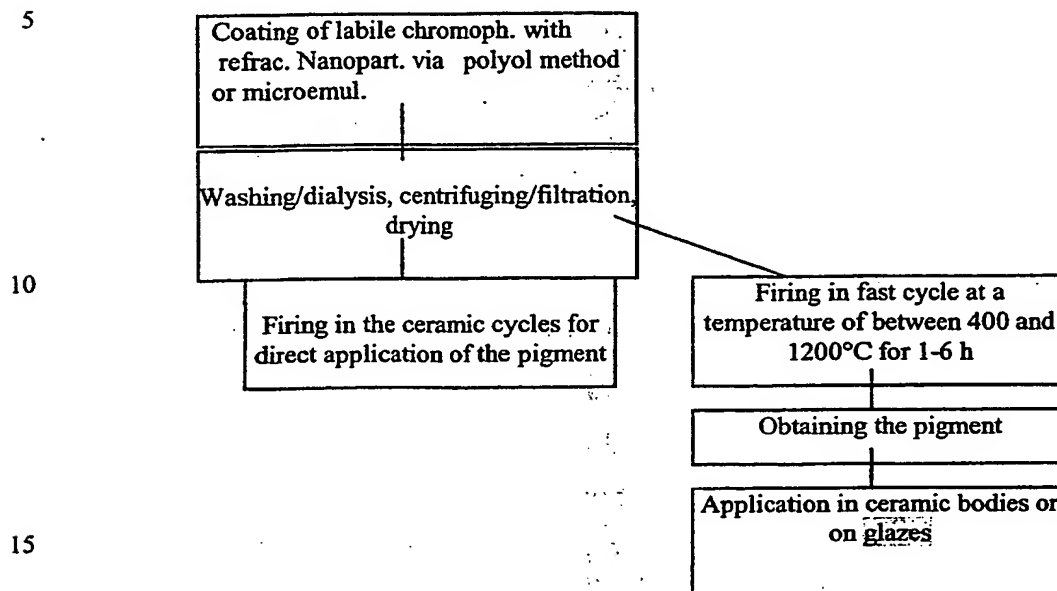 5
Coating of labile chromoph. with
refrac. Nanopart. via polyol method
or microemul.
Washing/dialysis, centrifuging/filtration,
drying
10
Firing in the ceramic cycles for
direct application of the pigment
Firing in fast cycle at a
temperature of between 400 and
1200°C for 1-6 h
Obtaining the pigment
Application in ceramic bodies or
on glazes
15